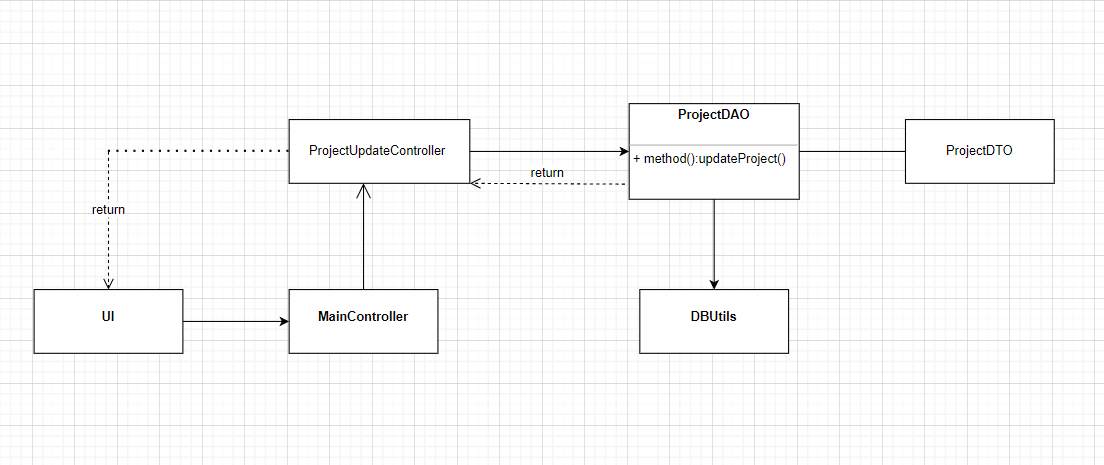 ProjectDAO
ProjectUpdateController
+ method():updateProject()
ProjectDTO
return
return
UI
MainController
DBUtils